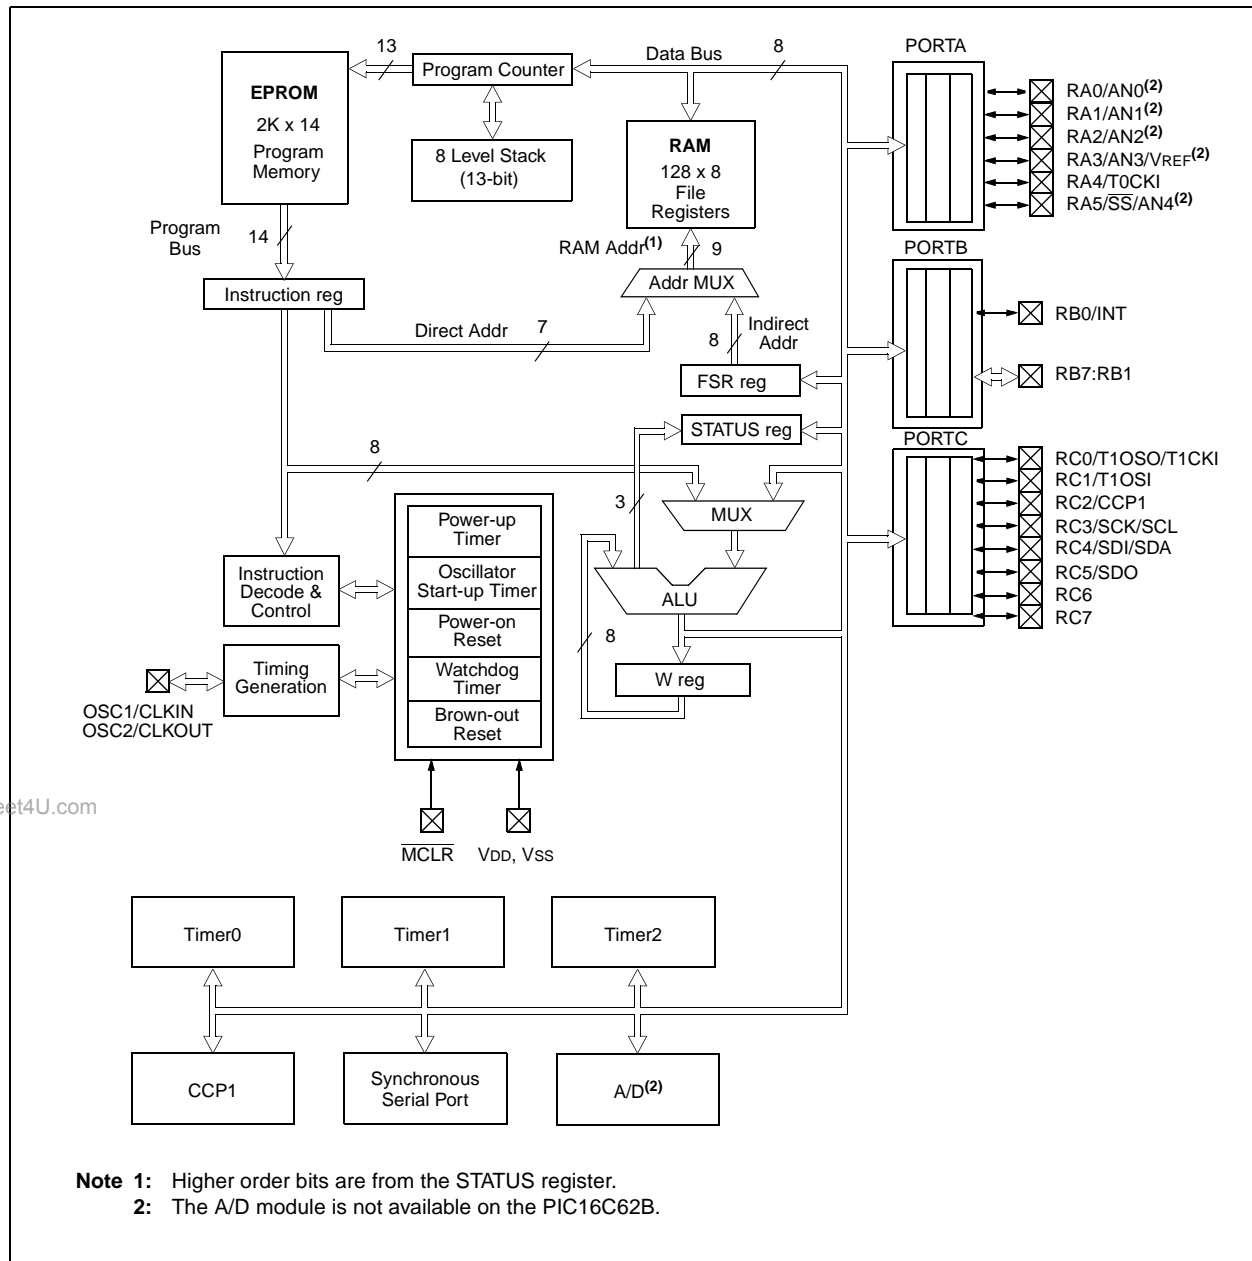 13
Program Counter
Data Bus
8
PORTA
EPROM
2K x 14
Program
Memory
8 Level Stack
(13-bit)
RAM
128 x 8
File
Registers
RA0/AN0(2)
RA1/AN1(2)
RA2/AN2(2)
RA3/AN3/VREF(2)
RA4/T0CKI
RA5/SS/AN4(2)
Program
Bus
14
RAM Addr(1)
9
PORTB
Instruction reg
Addr MUX
Direct Addr
7
8
Indirect
Addr
RB0/INT
RB7:RB1
FSR reg
STATUS reg
PORTC
8
3
MUX
RC0/T1OSO/T1CKI
RC1/T1OSI
RC2/CCP1
RC3/SCK/SCL
RC4/SDI/SDA
RC5/SDO
RC6
RC7
Power-up
Timer
Oscillator
Start-up Timer
Power-on
Reset
Watchdog
Timer
Brown-out
Reset
Instruction
Decode &
Control
ALU
8
W reg
Timing
Generation
OSC1/CLKIN
OSC2/CLKOUT
eet4U.com
MCLR
VDD, VSS
Timer0
Timer1
Timer2
CCP1
Synchronous
Serial Port
A/D(2)
Note 1: Higher order bits are from the STATUS register.
2: The A/D module is not available on the PIC16C62B.